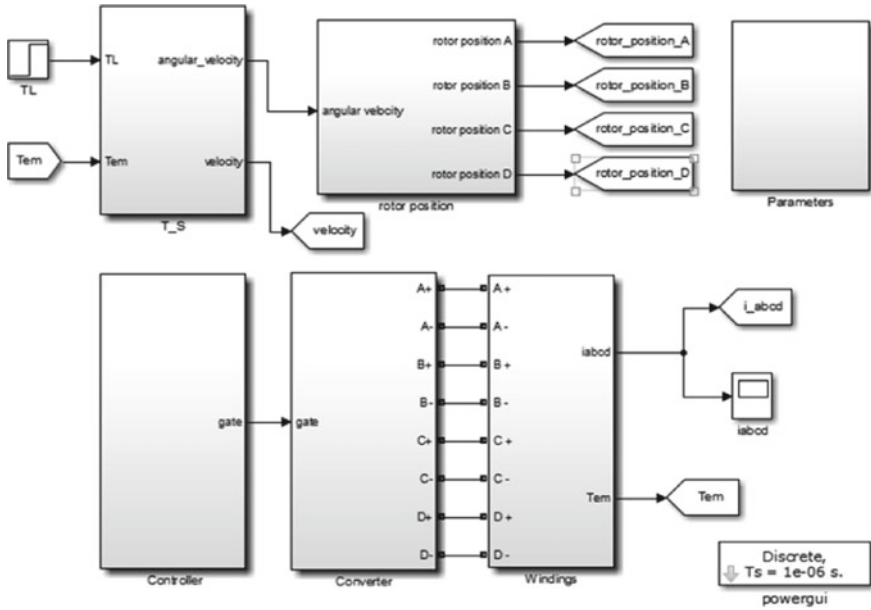 TL
TL
angular_velocity
Tem
Tem
velocity
T_S
velocity
angular velocity
rotor position A
rotor position B
rotor position C
rotor position D
rotor position
rotor_position_A
rotor_position_B
rotor_position_C
rotor_position_D
Parameters
gate
Controller
gate
A+
A-
B+
B-
C+
C-
D+
D-
Converter
A +
A -
B +
B -
C +
C -
D +
D -
iabcd
Tem
Windings
i_abcd
iabcd
Tem
Discrete,
Ts = 1e-06 s.
powergui